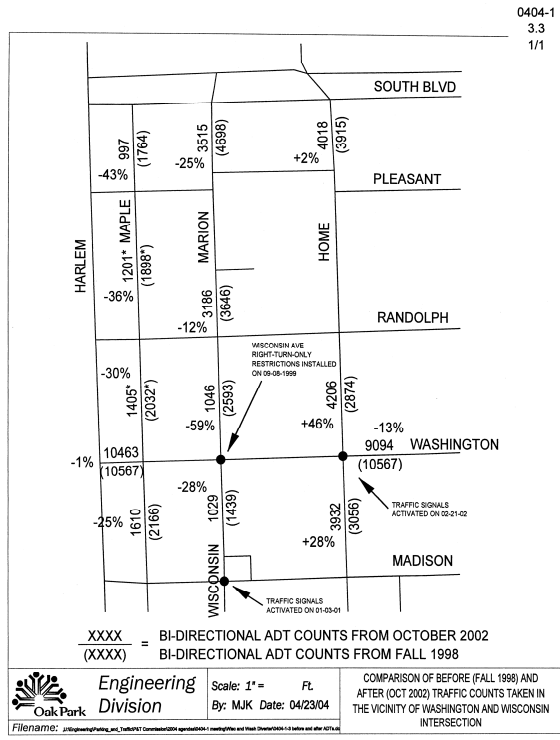 0404-1
3.3
1/1
SOUTH BLVD
997
(1764)
-43%
3515
(4698)
-25%
4018
(3915)
+2%
PLEASANT
HARLEM
MAPLE
1201*
(1898*)
-36%
MARION
3186
(3646)
-12%
HOME
RANDOLPH
WISCONSIN AVE
RIGHT-TURN-ONLY
RESTRICTIONS INSTALLED
ON 09-08-1999
-30%
1405*
(2032*)
1046
(2593)
-59%
4206
(2874)
+46%
-13%
9094
WASHINGTON
(10567)
10463
-1%
(10567)
-28%
-25%
1610
(2166)
1029
(1439)
3932
(3056)
+28%
TRAFFIC SIGNALS
ACTIVATED ON 02-21-02
MADISON
WISCONSIN
TRAFFIC SIGNALS
ACTIVATED ON 01-03-01
XXXX = BI-DIRECTIONAL ADT COUNTS FROM OCTOBER 2002
(XXXX) BI-DIRECTIONAL ADT COUNTS FROM FALL 1998
Oak Park
Engineering
Division
Scale: 1" = Ft.
By: MJK Date: 04/23/04
COMPARISON OF BEFORE (FALL 1998) AND
AFTER (OCT 2002) TRAFFIC COUNTS TAKEN IN
THE VICINITY OF WASHINGTON AND WISCONSIN
INTERSECTION
Filename: